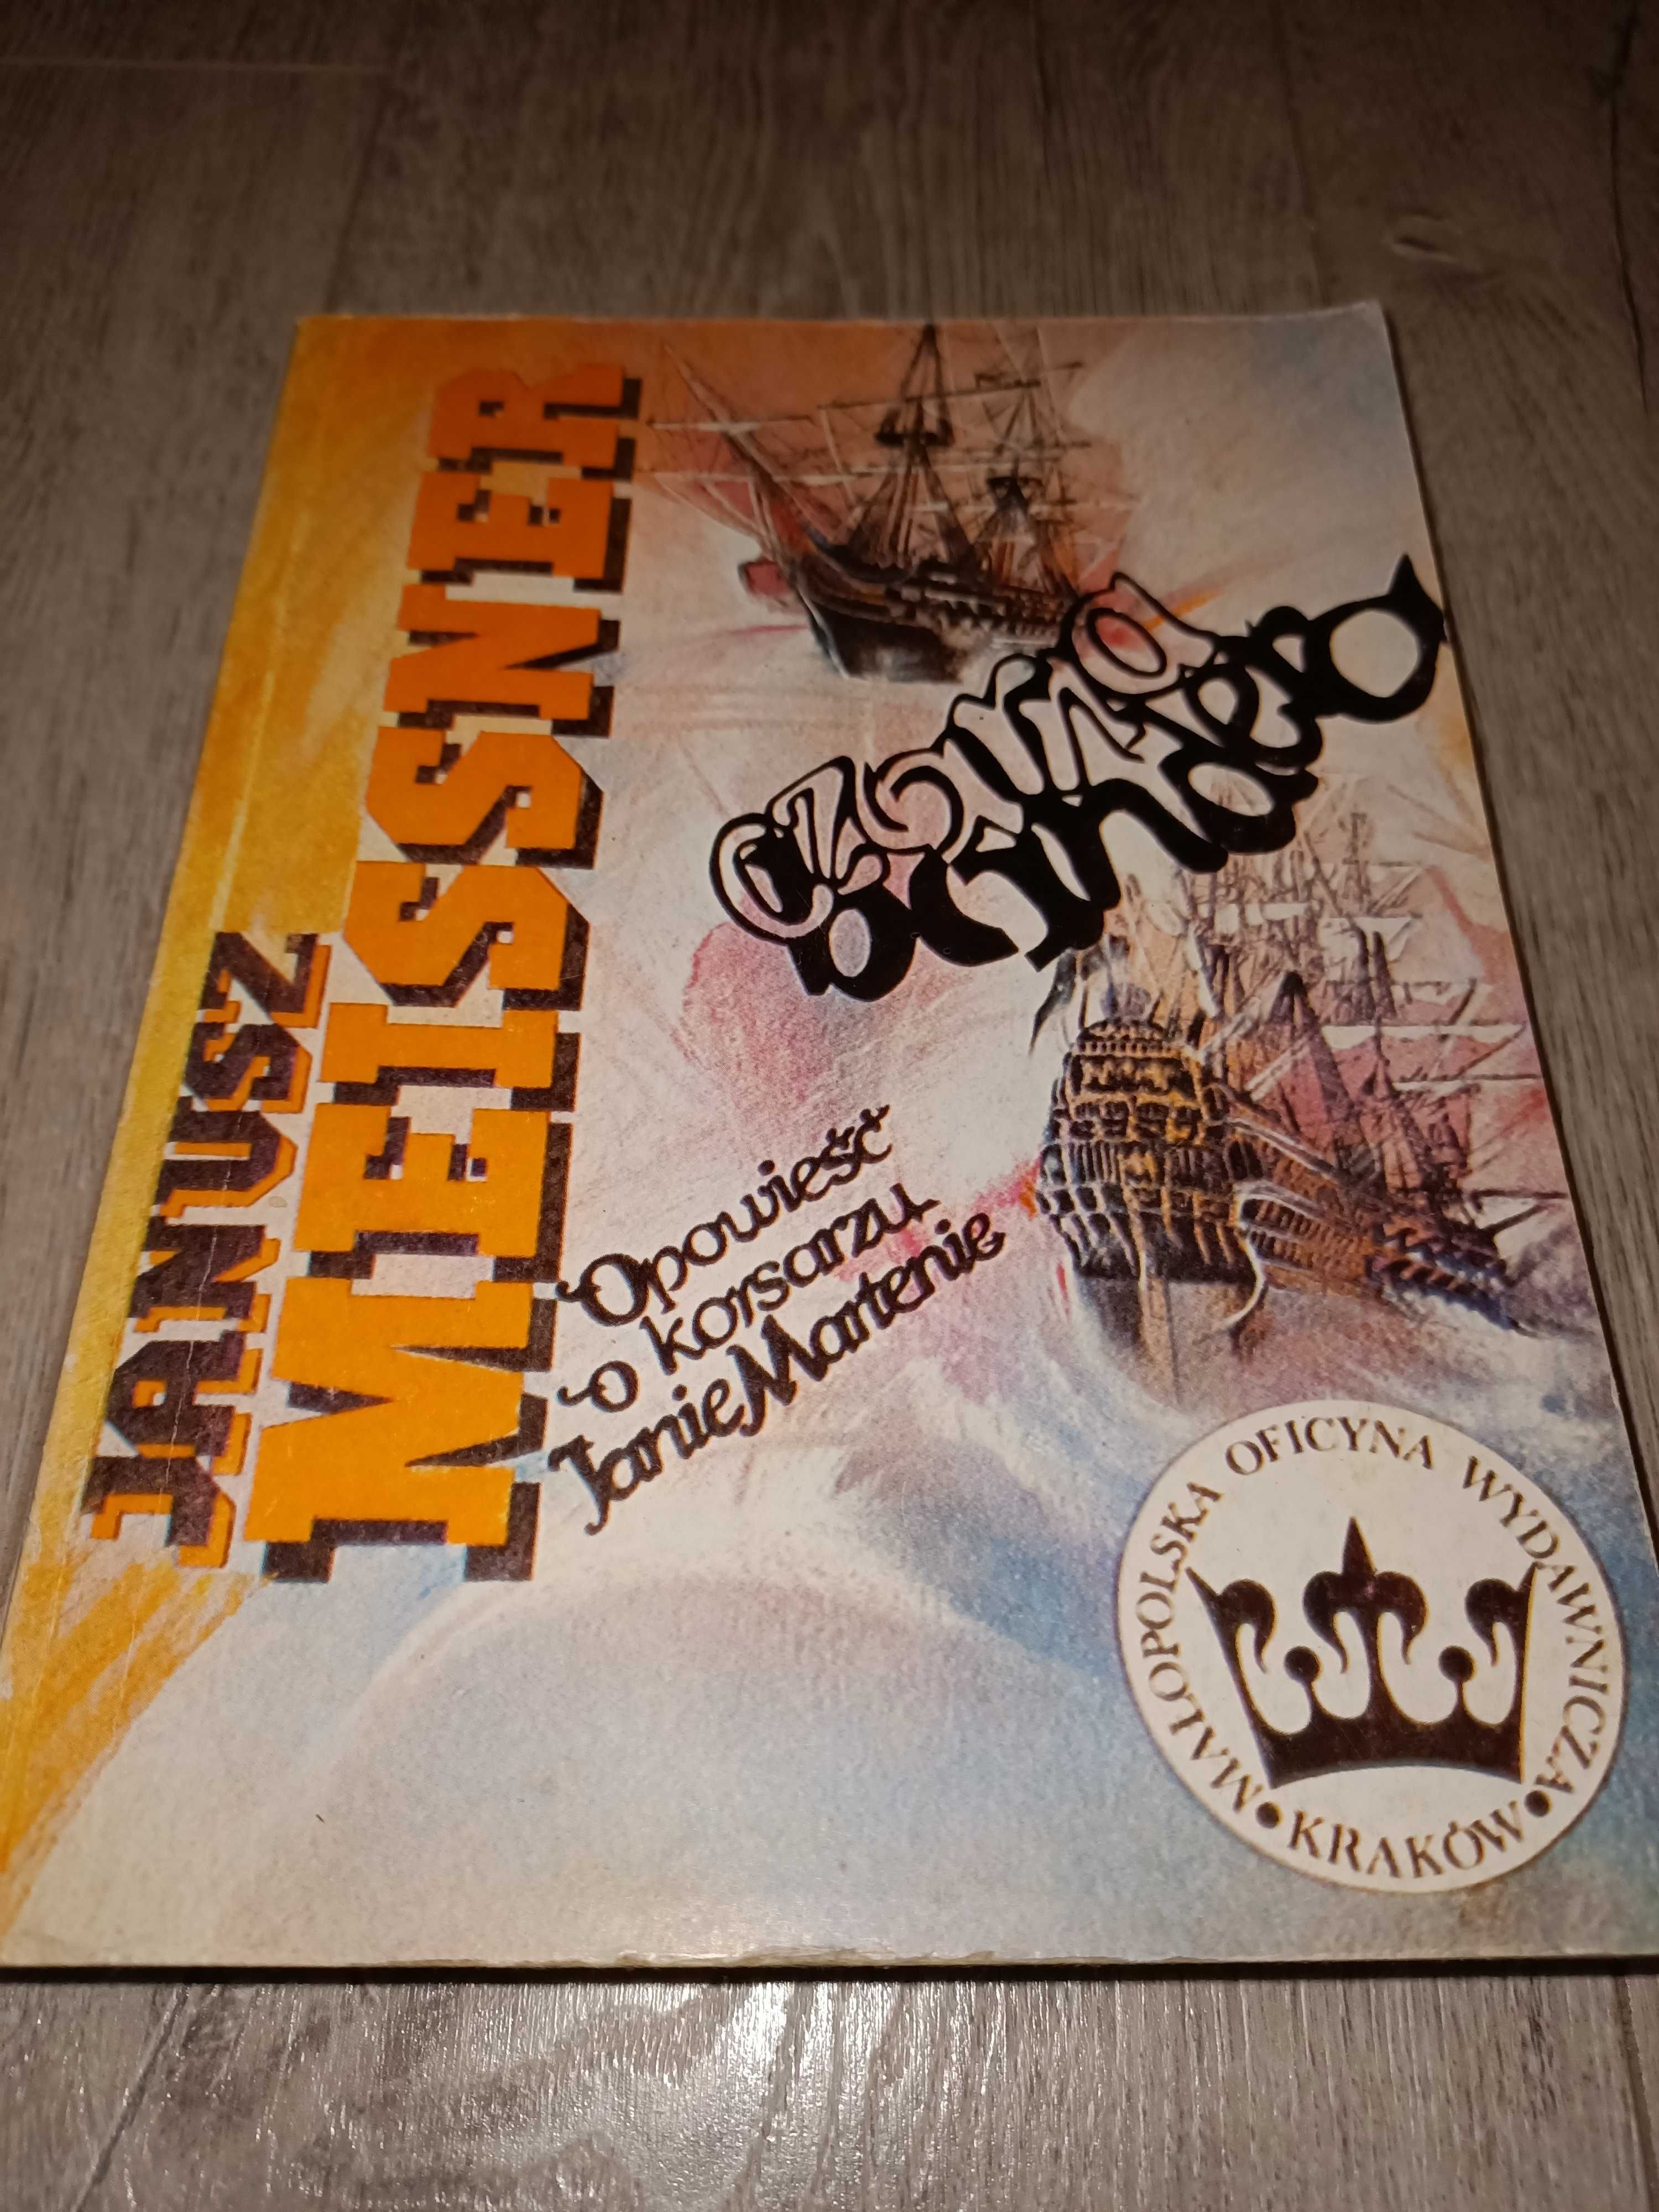 JANUSZ
MEISSNER
czarna
bandera
Opowieść
o korsarzu
Janie Martenie
MAŁOPOLSKA OFICYNA WYDAWNICZA
• KRAKÓW •